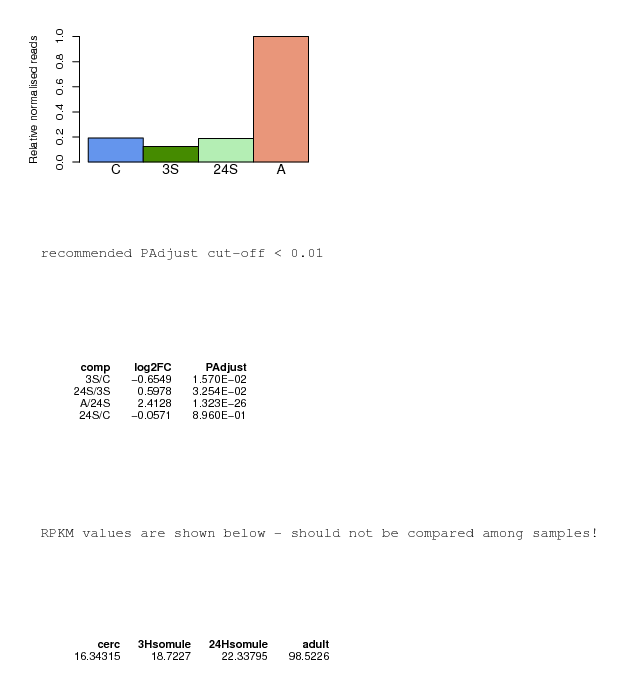 Relative normalised reads
1.0
0.8
0.6
0.4
0.2
0.0
C 3S 24S A
recommended PAdjust cut-off < 0.01
comp log2FC PAdjust
3S/C −0.6549 1.570E−02
24S/3S 0.5978 3.254E−02
A/24S 2.4128 1.323E−26
24S/C −0.0571 8.960E−01
RPKM values are shown below - should not be compared among samples!
cerc 3Hsomule 24Hsomule adult
16.34315 18.7227 22.33795 98.5226